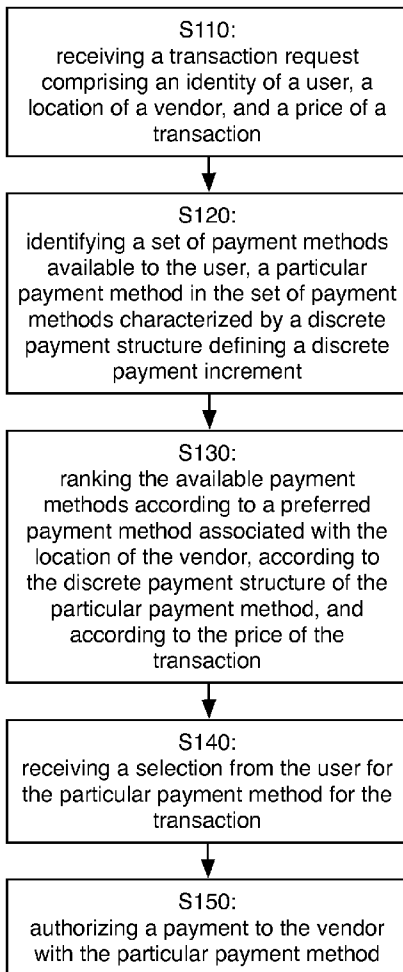 S110:
receiving a transaction request
comprising an identity of a user, a
location of a vendor, and a price of a
transaction
S120:
identifying a set of payment methods
available to the user, a particular
payment method in the set of payment
methods characterized by a discrete
payment structure defining a discrete
payment increment
S130:
ranking the available payment
methods according to a preferred
payment method associated with the
location of the vendor, according to
the discrete payment structure of the
particular payment method, and
according to the price of the
transaction
S140:
receiving a selection from the user for
the particular payment method for the
transaction
S150:
authorizing a payment to the vendor
with the particular payment method